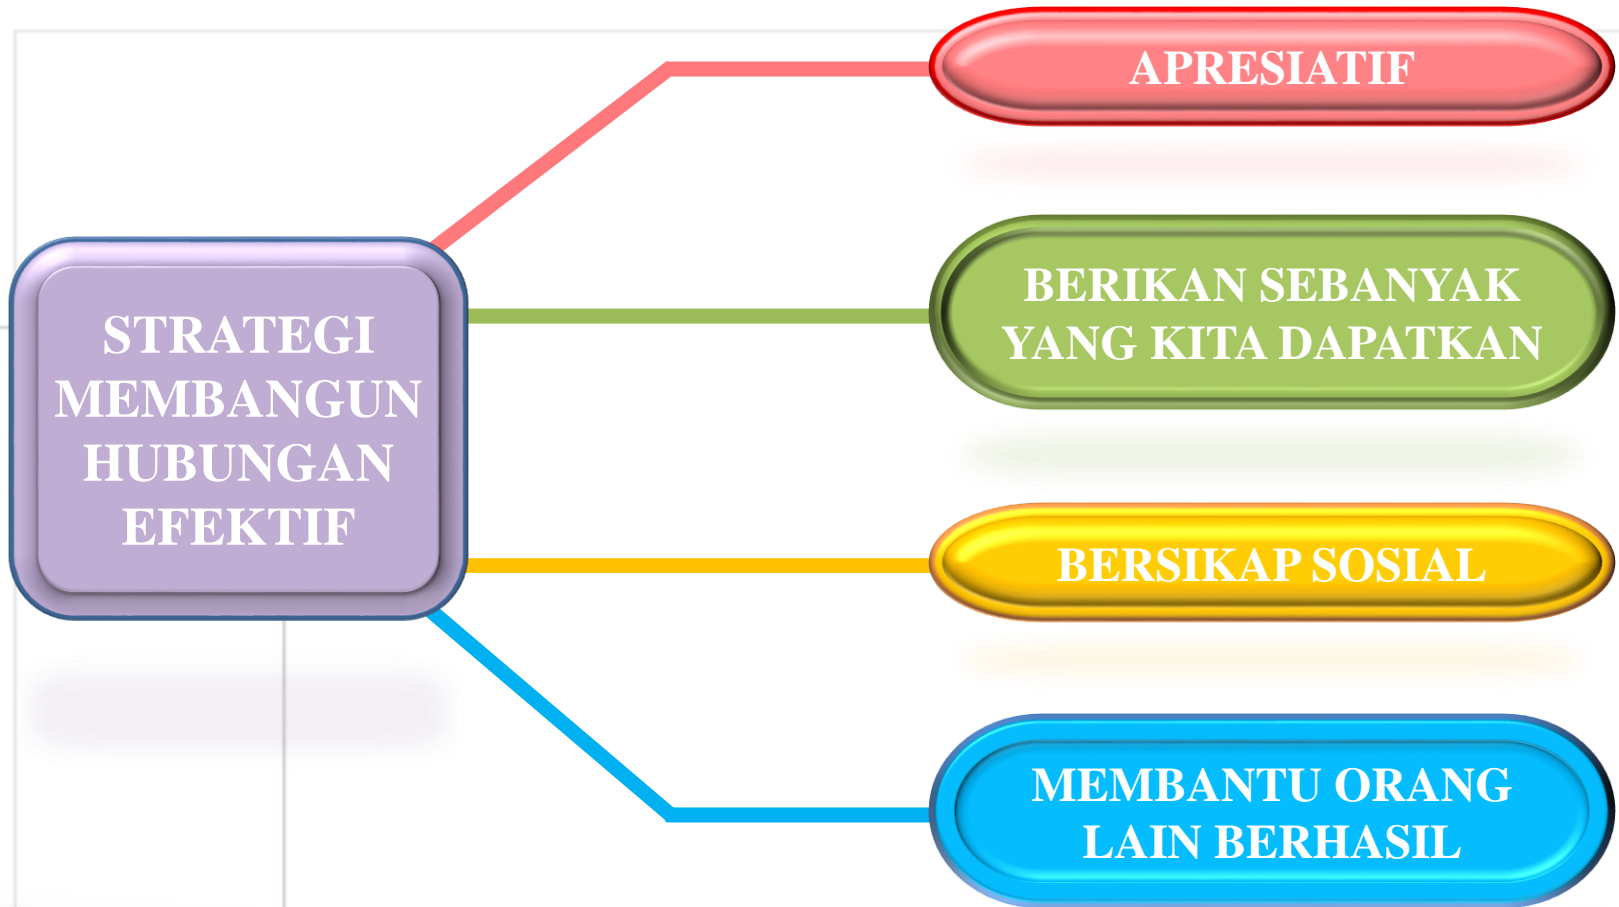 STRATEGI
MEMBANGUN
HUBUNGAN
EFEKTIF
APRESIATIF
BERIKAN SEBANYAK
YANG KITA DAPATKAN
BERSIKAP SOSIAL
MEMBANTU ORANG
LAIN BERHASIL